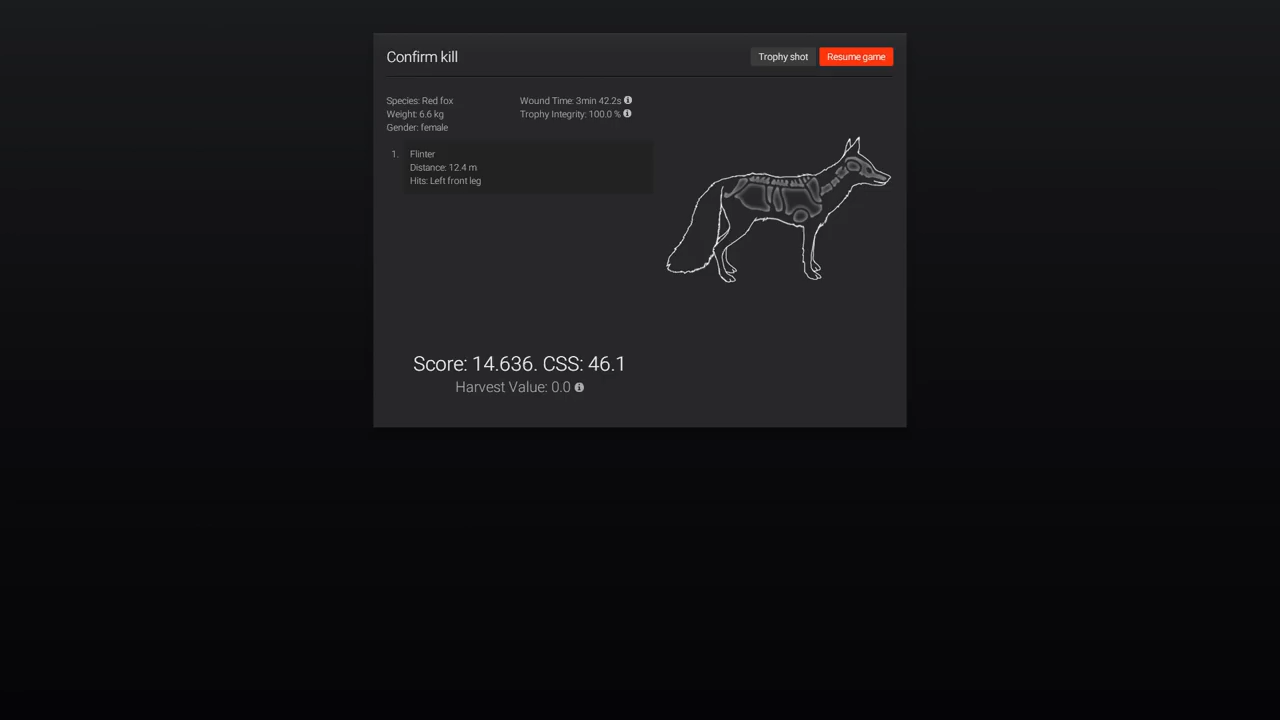 Confirm kill
Trophy shot
Resume game
Species: Red fox
Weight: 6.6 kg
Gender: female
Wound Time: 3min 42.2s
Trophy Integrity: 100.0 %
1.
Flinter
Distance: 12.4 m
Hits: Left front leg
Score: 14.636. CSS: 46.1
Harvest Value: 0.0